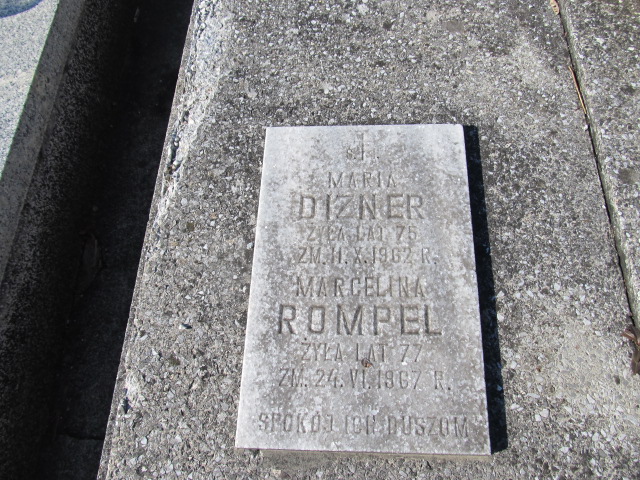 Ś.P.
MARIA
DIZNER
ŻYŁA LAT 76
ZM. 11. X. 1962 R.
MARCELINA
ROMPEL
ŻYŁA LAT 77
ZM. 24. VI. 1967 R.
SPOKÓJ ICH DUSZOM